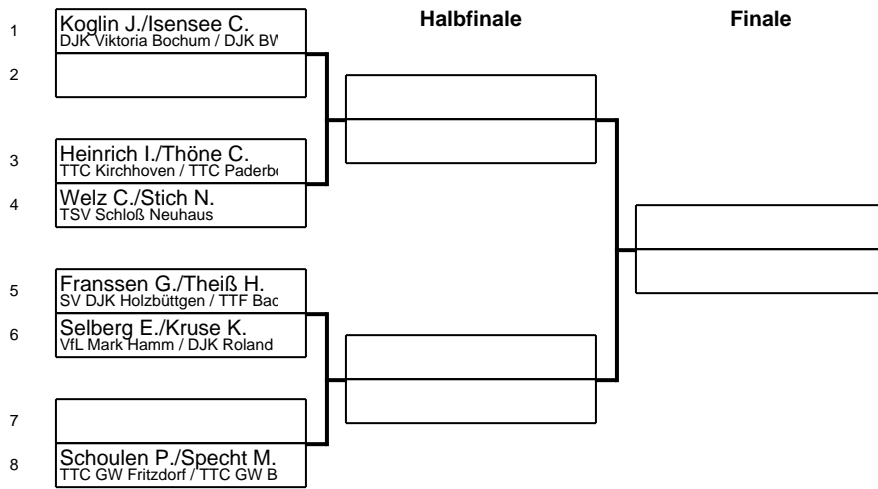 Halbfinale
Finale
1
Koglin J./Isensee C.
DJK Viktoria Bochum / DJK BW
2
3
Heinrich I./Thöne C.
TTC Kirchhoven / TTC Paderbo
4
Welz C./Stich N.
TSV Schloß Neuhaus
5
Franssen G./Theiß H.
SV DJK Holzbüttgen / TTF Bad
6
Selberg E./Kruse K.
VfL Mark Hamm / DJK Roland
7
8
Schoulen P./Specht M.
TTC GW Fritzdorf / TTC GW B